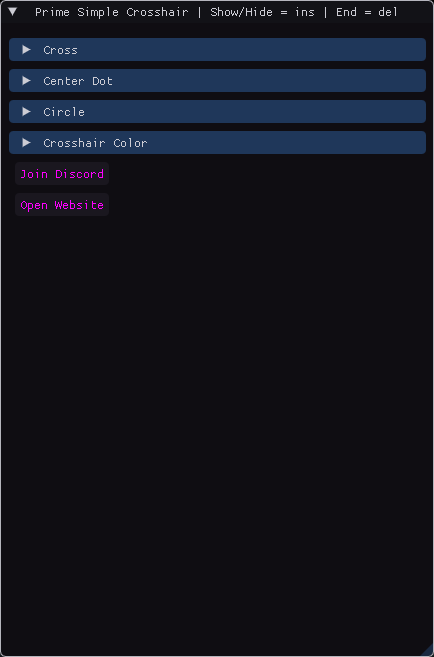 Prime Simple Crosshair | Show/Hide = ins | End = del
Cross
Center Dot
Circle
Crosshair Color
Join Discord
Open Website